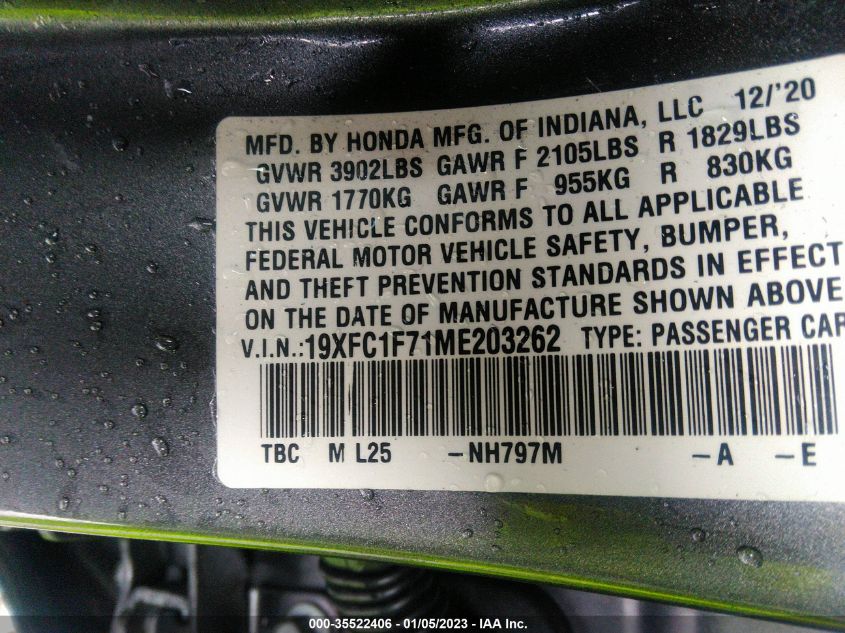 MFD. BY HONDA MFG. OF INDIANA, LLC 12/'20
GVWR 3902LBS GAWR F 2105LBS R 1829LBS
GVWR 1770KG GAWR F 955KG R 830KG
THIS VEHICLE CONFORMS TO ALL APPLICABLE
FEDERAL MOTOR VEHICLE SAFETY, BUMPER,
AND THEFT PREVENTION STANDARDS IN EFFECT
ON THE DATE OF MANUFACTURE SHOWN ABOVE
V.I.N.:19XFC1F71ME203262 TYPE: PASSENGER CAR
TBC M L25 -NH797M -A -E
000-35522406 - 01/05/2023 - IAA Inc.